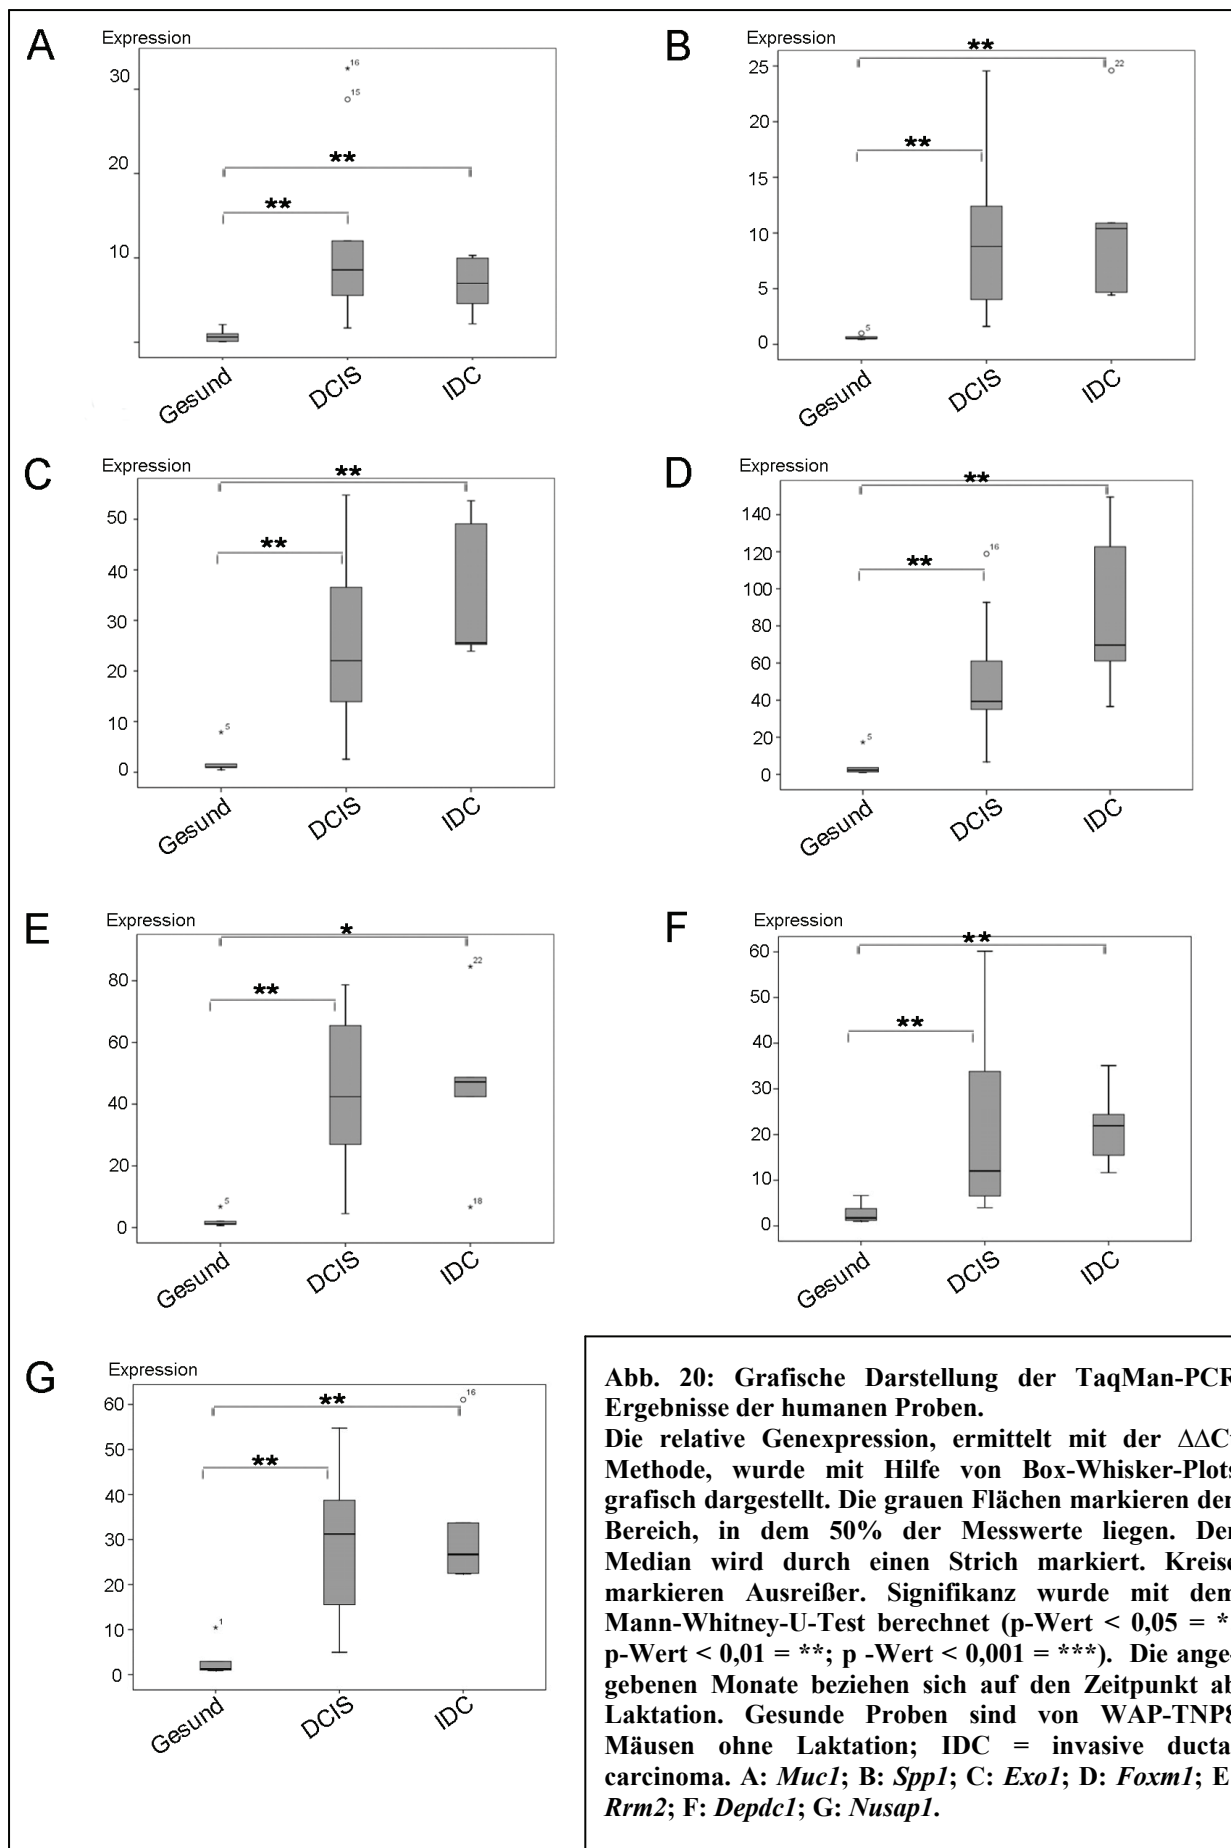 A
Expression
30
20
10
16
15
**
**
Gesund
DCIS
IDC
B
Expression
25
20
15
10
5
0
**
22
**
5
Gesund
DCIS
IDC
C
Expression
50
40
30
20
10
0
**
**
5
Gesund
DCIS
IDC
D
Expression
140
100
80
60
40
20
0
**
16
**
5
Gesund
DCIS
IDC
E
Expression
80
60
40
20
0
*
22
**
5
18
Gesund
DCIS
IDC
F
Expression
60
50
40
30
20
10
0
**
**
Gesund
DCIS
IDC
G
Expression
60
50
40
30
20
10
0
**
16
**
1
Gesund
DCIS
IDC
Abb. 20: Grafische Darstellung der TaqMan-PCR
Ergebnisse der humanen Proben.
Die relative Genexpression, ermittelt mit der
Methode, wurde mit Hilfe von Box-Whisker-Plots
grafisch dargestellt. Die grauen Flächen markieren den
Bereich, in dem 50% der Messwerte liegen. Der
Median wird durch einen Strich markiert. Kreise
markieren Ausreißer. Signifikanz wurde mit dem
Mann-Whitney-U-Test berechnet (p-Wert < 0,05 = *
p-Wert < 0,01 = **; p -Wert < 0,001 = ***). Die ange-
gebenen Monate beziehen sich auf den Zeitpunkt ab
Laktation. Gesunde Proben sind von WAP-TNP8
Mäusen ohne Laktation; IDC = invasive ducta
carcinoma. A: Muc1; B: Spp1; C: Exo1; D: Foxm1; E
Rrm2; F: Depdc1; G: Nusap1.